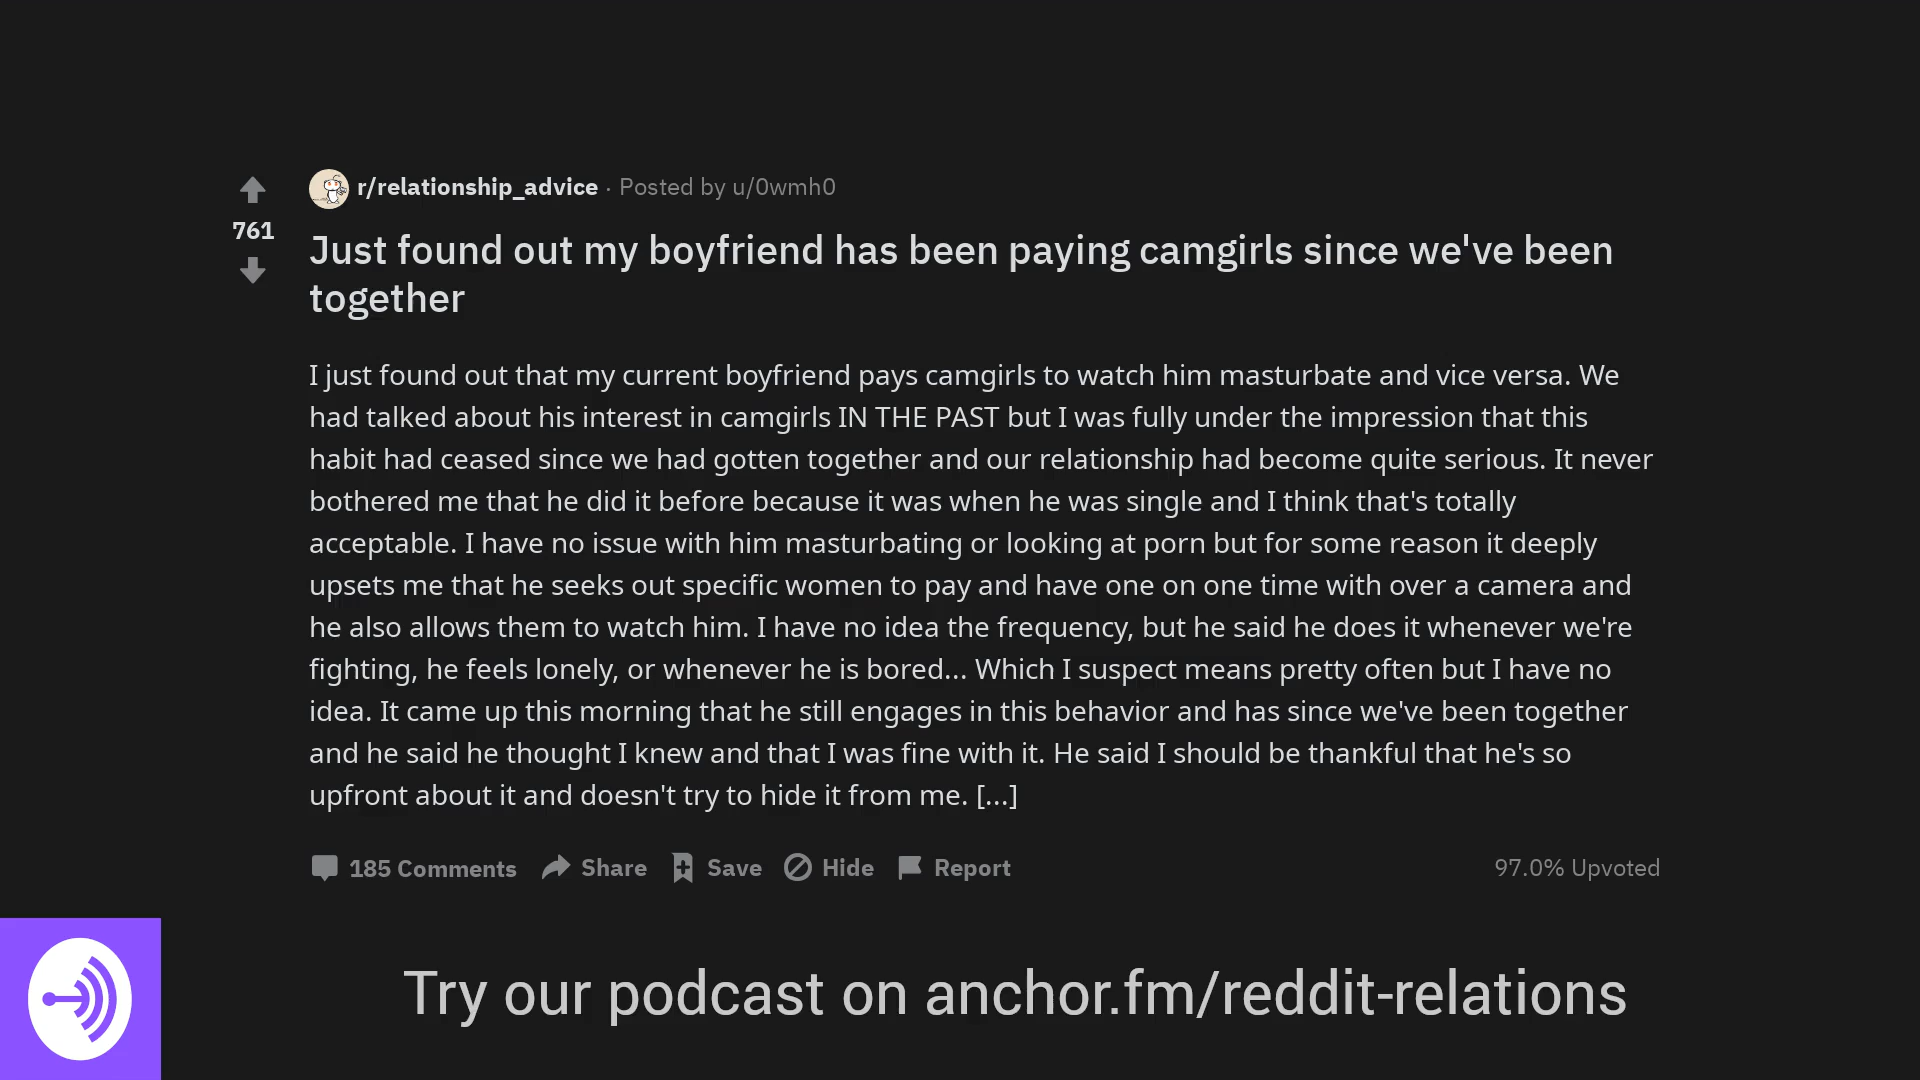 r/relationship_advice · Posted by u/0wmh0
761
Just found out my boyfriend has been paying camgirls since we've been
together
I just found out that my current boyfriend pays camgirls to watch him masturbate and vice versa. We
had talked about his interest in camgirls IN THE PAST but I was fully under the impression that this
habit had ceased since we had gotten together and our relationship had become quite serious. It never
bothered me that he did it before because it was when he was single and I think that's totally
acceptable. I have no issue with him masturbating or looking at porn but for some reason it deeply
upsets me that he seeks out specific women to pay and have one on one time with over a camera and
he also allows them to watch him. I have no idea the frequency, but he said he does it whenever we're
fighting, he feels lonely, or whenever he is bored... Which I suspect means pretty often but I have no
idea. It came up this morning that he still engages in this behavior and has since we've been together
and he said he thought I knew and that I was fine with it. He said I should be thankful that he's so
upfront about it and doesn't try to hide it from me. [...]
185 Comments Share Save Hide Report 97.0% Upvoted
Try our podcast on anchor.fm/reddit-relations